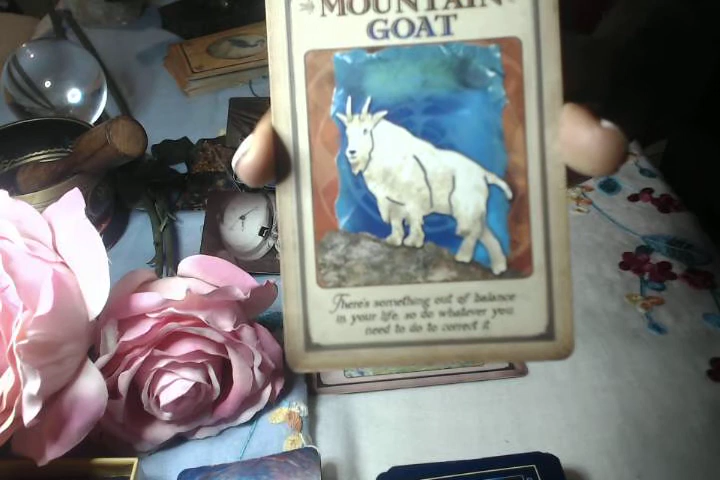 MOUNTAIN
GOAT
There's something out of balance
in your life, so do whatever you
need to do to correct it.